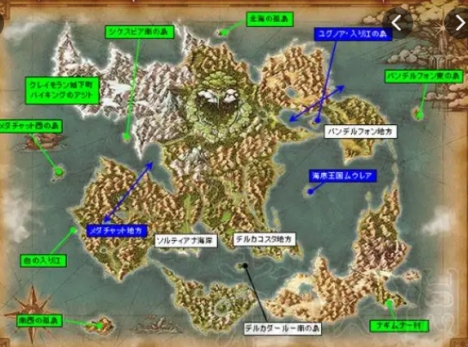 北海の孤島
シケスビア南の島
ユグノア・入り江の島
クレイモラン城下町
バイキングのアジト
バンデルフォン東の島
メダチャット西の島
バンデルフォン地方
海底王国ムウレア
メダチャット地方
ソルティアナ海岸
デルカコスタ地方
西の入り江
南西の孤島
デルカダール南の島
ナギムナー村